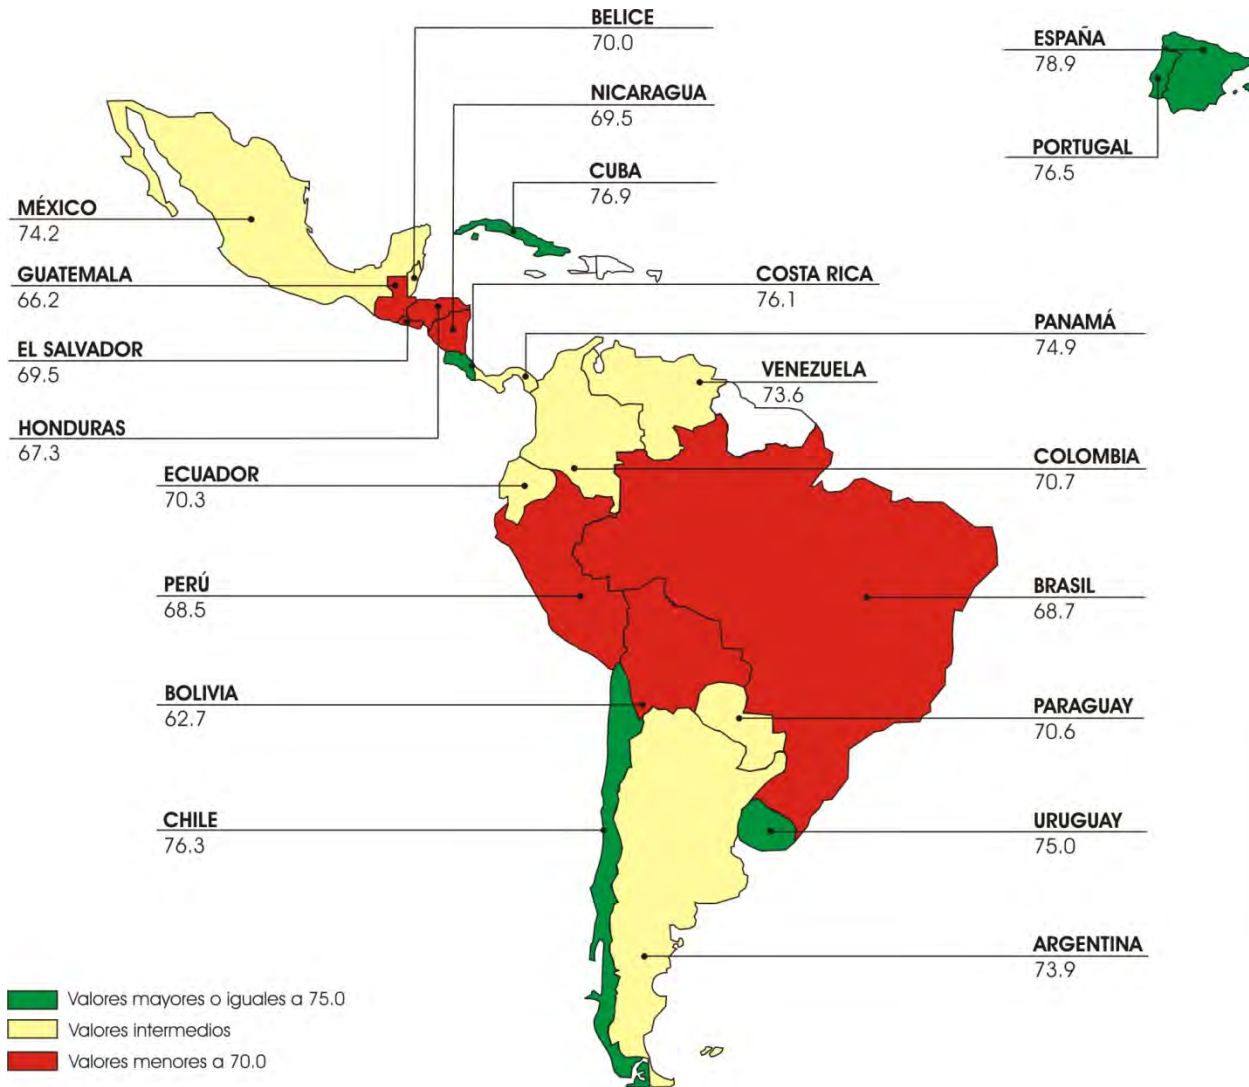 BELICE
70.0
ESPAÑA
78.9
NICARAGUA
69.5
PORTUGAL
76.5
CUBA
76.9
MÉXICO
74.2
GUATEMALA
66.2
COSTA RICA
76.1
PANAMÁ
74.9
EL SALVADOR
69.5
VENEZUELA
73.6
HONDURAS
67.3
COLOMBIA
70.7
ECUADOR
70.3
PERÚ
68.5
BRASIL
68.7
BOLIVIA
62.7
PARAGUAY
70.6
CHILE
76.3
URUGUAY
75.0
ARGENTINA
73.9
Valores mayores o iguales a 75.0
Valores intermedios
Valores menores a 70.0